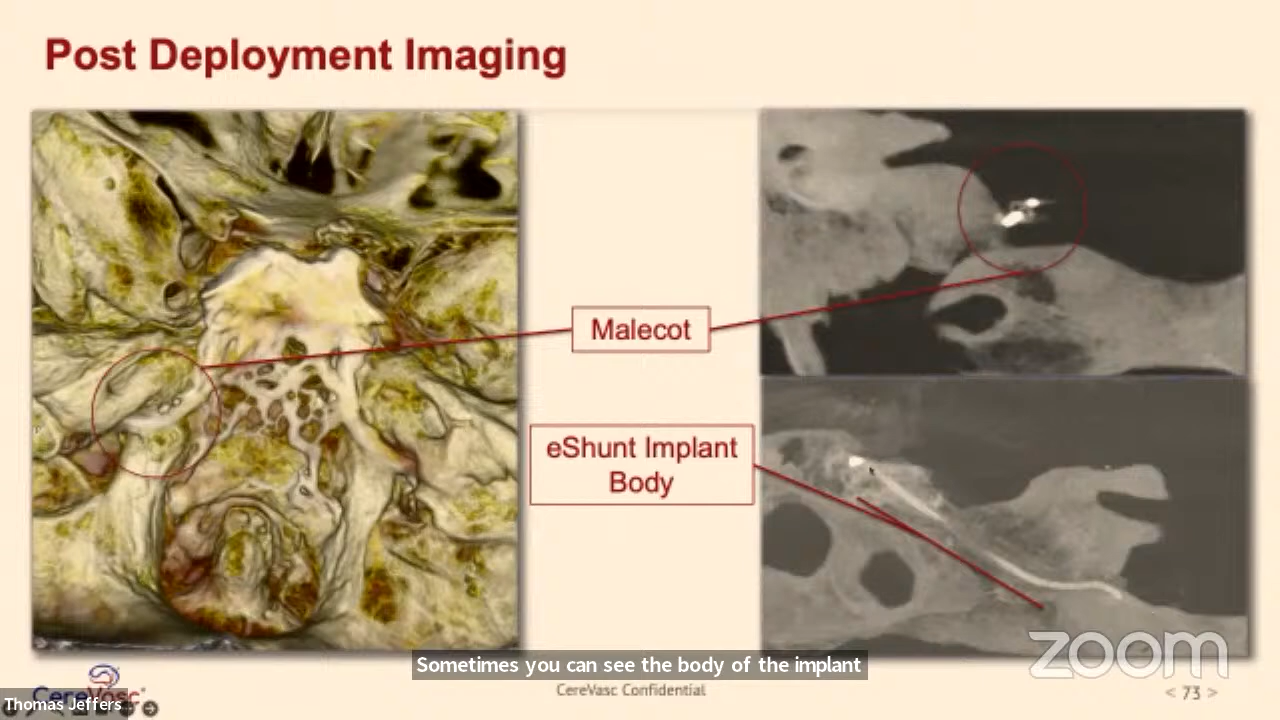 Post Deployment Imaging
Malecot
eShunt Implant
Body
Sometimes you can see the body of the implant
zoom
CereVasc
CereVasc Confidential
< 73 >
Thomas Jeffers